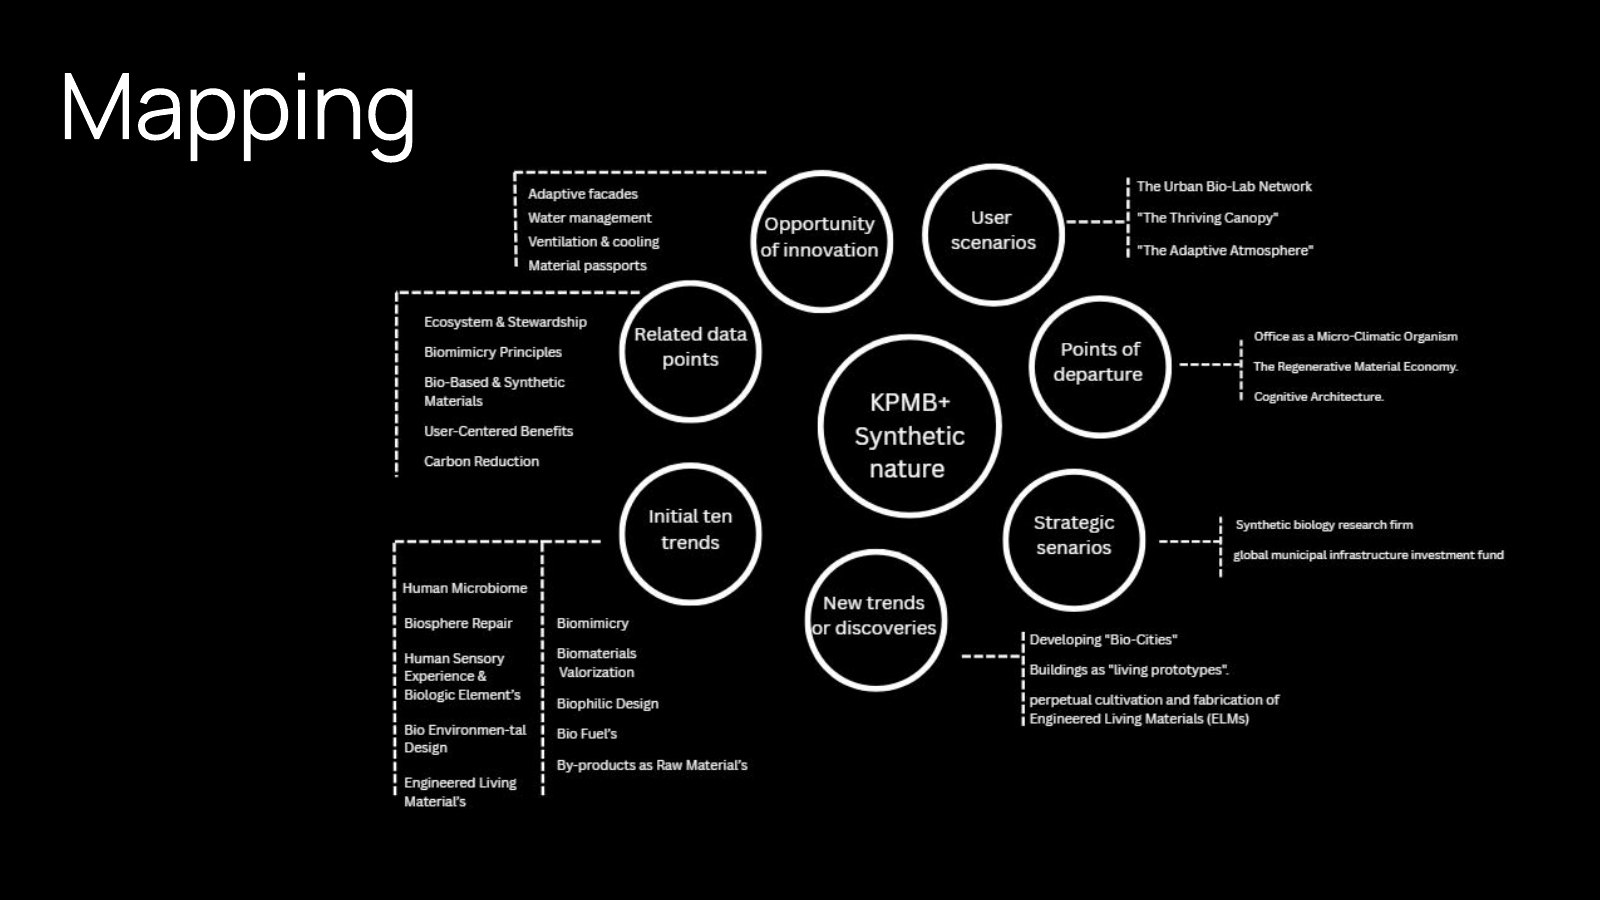 Mapping
Adaptive facades
Water management
Ventilation & cooling
Material passports
Opportunity
of innovation
User
scenarios
The Urban Bio-Lab Network
"The Thriving Canopy"
"The Adaptive Atmosphere"
Ecosystem & Stewardship
Biomimicry Principles
Bio-Based & Synthetic
Materials
User-Centered Benefits
Carbon Reduction
Related data
points
Points of
departure
Office as a Micro-Climatic Organism
The Regenerative Material Economy.
Cognitive Architecture.
KPMB+
Synthetic
nature
Initial ten
trends
Strategic
senarios
Synthetic biology research firm
global municipal infrastructure investment fund
Human Microbiome
Biosphere Repair
Human Sensory
Experience &
Biologic Element's
Bio Environmen-tal
Design
Engineered Living
Material's
Biomimicry
Biomaterials
Valorization
Biophilic Design
Bio Fuel's
By-products as Raw Material's
New trends
or discoveries
Developing "Bio-Cities"
Buildings as "living prototypes".
perpetual cultivation and fabrication of
Engineered Living Materials (ELMs)